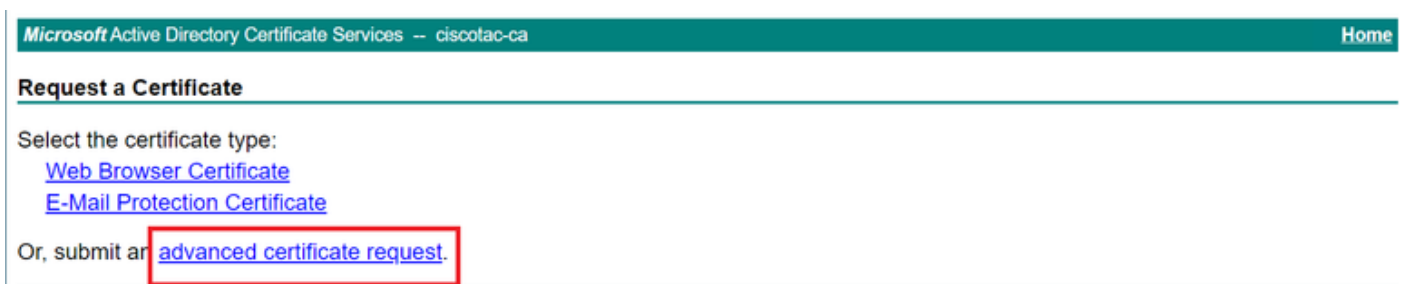 Microsoft Active Directory Certificate Services -- ciscotac-ca Home
Request a Certificate
Select the certificate type:
Web Browser Certificate
E-Mail Protection Certificate
Or, submit an advanced certificate request.